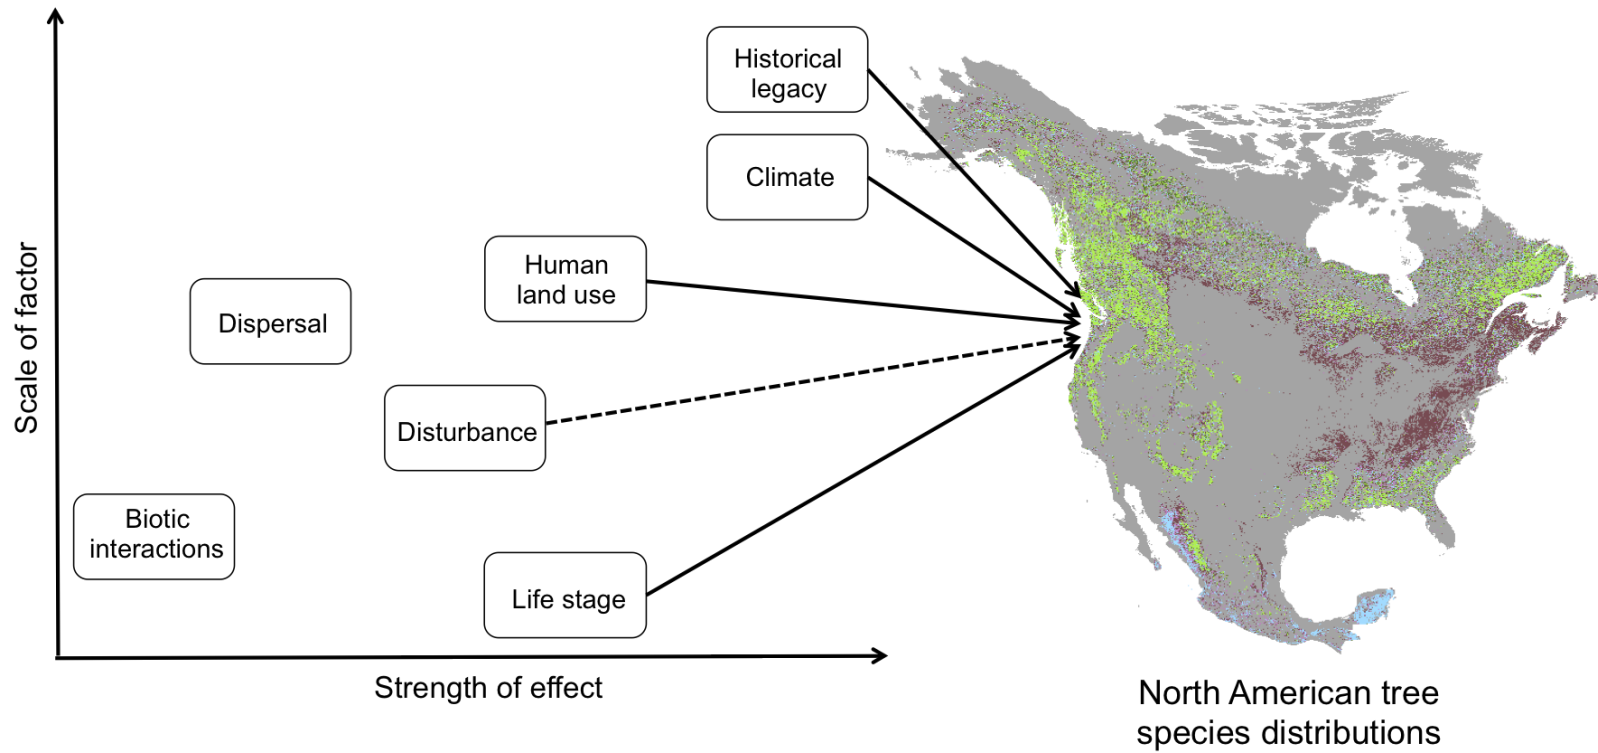 Scale of factor
Historical
legacy
Climate
Human
land use
Dispersal
Disturbance
Biotic
interactions
Life stage
Strength of effect
North American tree
species distributions